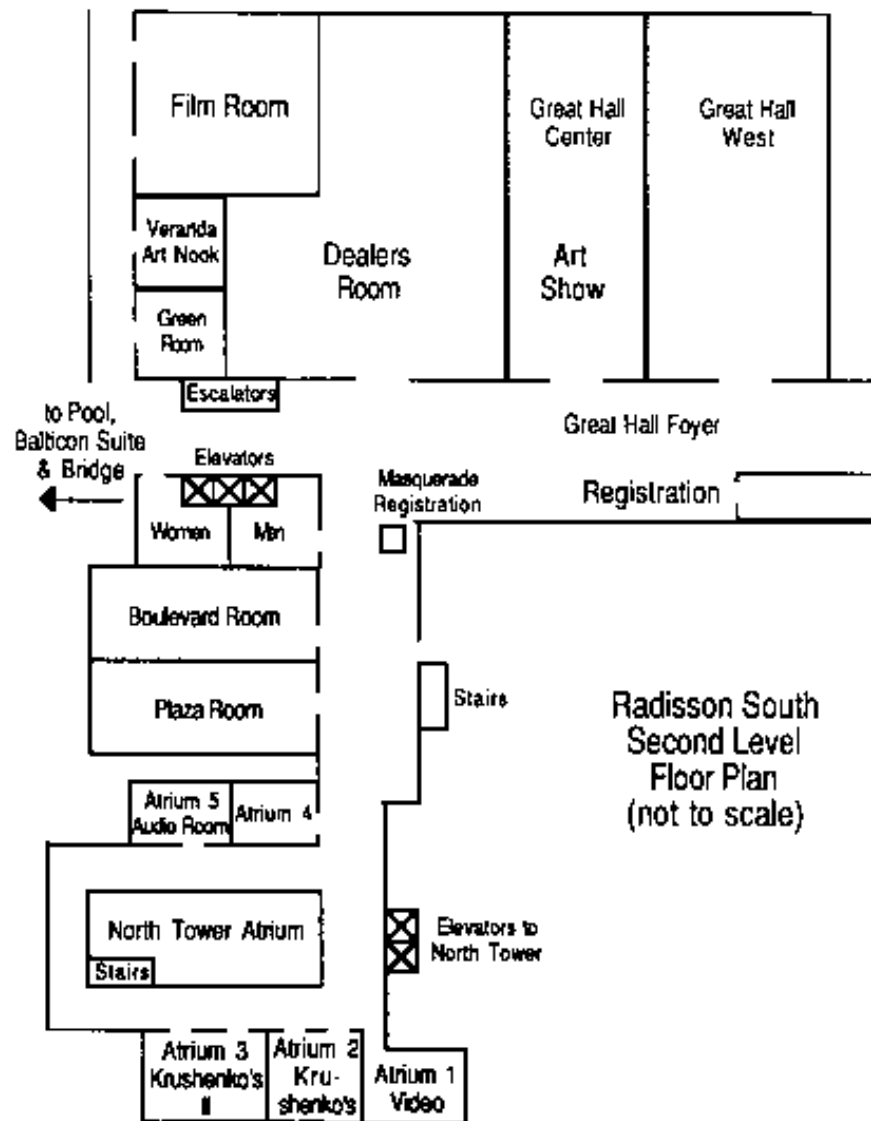 Film Room
Great Hall
Center
Great Hall
West
Veranda
Art Nook
Dealers
Room
Art
Show
Green
Room
Escalators
to Pool,
Balticon Suite
& Bridge
Great Hall Foyer
Elevators
Masquerade
Registration
Registration
Women
Men
Boulevard Room
Plaza Room
Stairs
Radisson South
Second Level
Floor Plan
(not to scale)
Atrium 5
Audio Room
Atrium 4
North Tower Atrium
Stairs
Elevators to
North Tower
Atrium 3
Krushenko's
II
Atrium 2
Kru-
shenko's
Atrium 1
Video